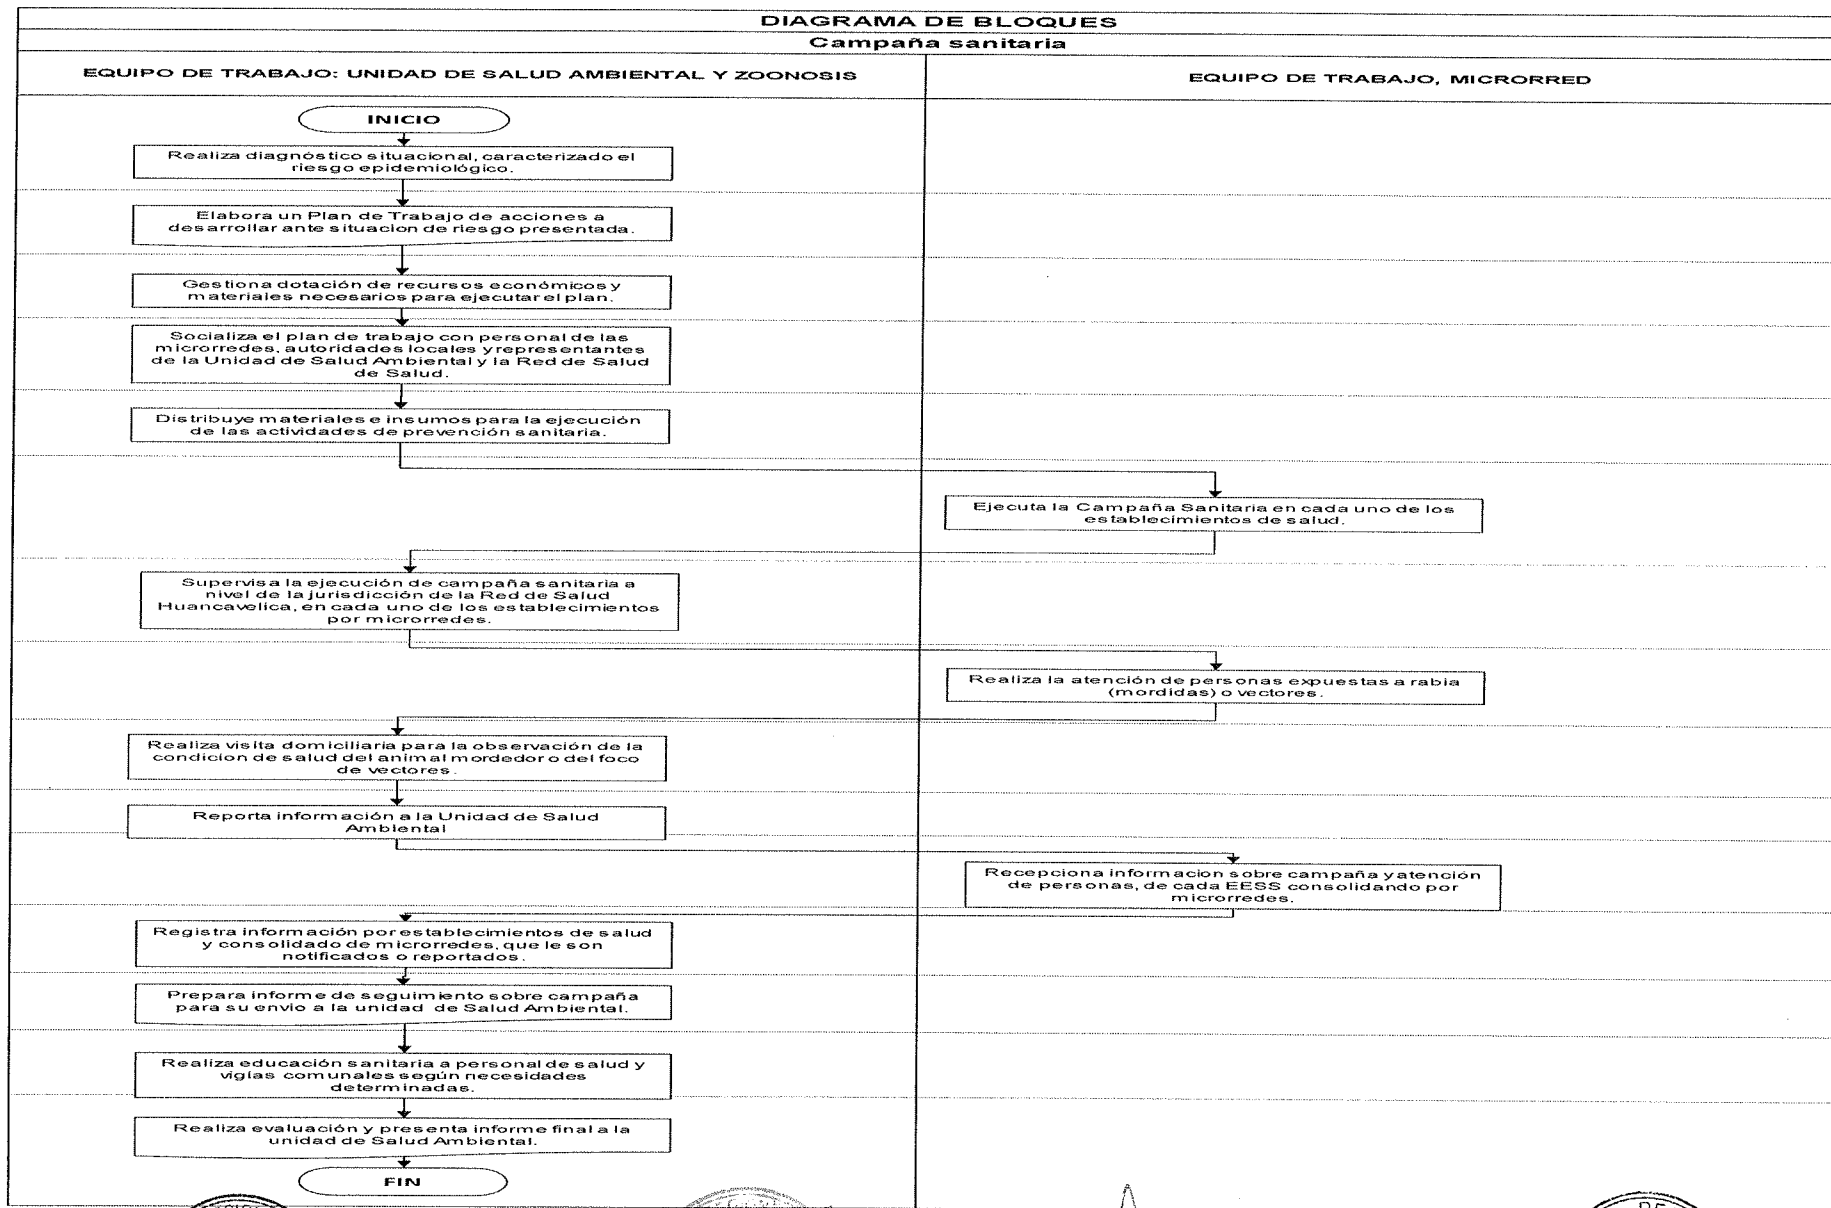 DIAGRAMA DE BLOQUES
Campaña sanitaria
EQUIPO DE TRABAJO: UNIDAD DE SALUD AMBIENTAL Y ZOONOSIS
EQUIPO DE TRABAJO, MICRORRED
INICIO
Realiza diagnóstico situacional, caracterizado el
riesgo epidemiológico.
Elabora un Plan de Trabajo de acciones a
desarrollar ante situacion de riesgo presentada.
Gestiona dotación de recursos económicos y
materiales necesarios para ejecutar el plan.
Socializa el plan de trabajo con personal de las
microrredes, autoridades locales y representantes
de la Unidad de Salud Ambiental y la Red de Salud
de Salud.
Distribuye materiales e insumos para la ejecución
de las actividades de prevención sanitaria.
Ejecuta la Campaña Sanitaria en cada uno de los
establecimientos de salud.
Supervisa la ejecución de campaña sanitaria a
nivel de la jurisdicción de la Red de Salud
Huancavelica, en cada uno de los establecimientos
por microrredes.
Realiza la atención de personas expuestas a rabia
(mordidas) o vectores.
Realiza visita domiciliaria para la observación de la
condicion de salud del animal mordedor o del foco
de vectores.
Reporta información a la Unidad de Salud
Ambiental
Recepciona informacion sobre campaña y atención
de personas, de cada EESS consolidando por
microrredes.
Registra información por establecimientos de salud
y consolidado de microrredes, que le son
notificados o reportados.
Prepara informe de seguimiento sobre campaña
para su envio a la unidad de Salud Ambiental.
Realiza educación sanitaria a personal de salud y
vigías comunales según necesidades
determinadas.
Realiza evaluación y presenta informe final a la
unidad de Salud Ambiental.
FIN
DE